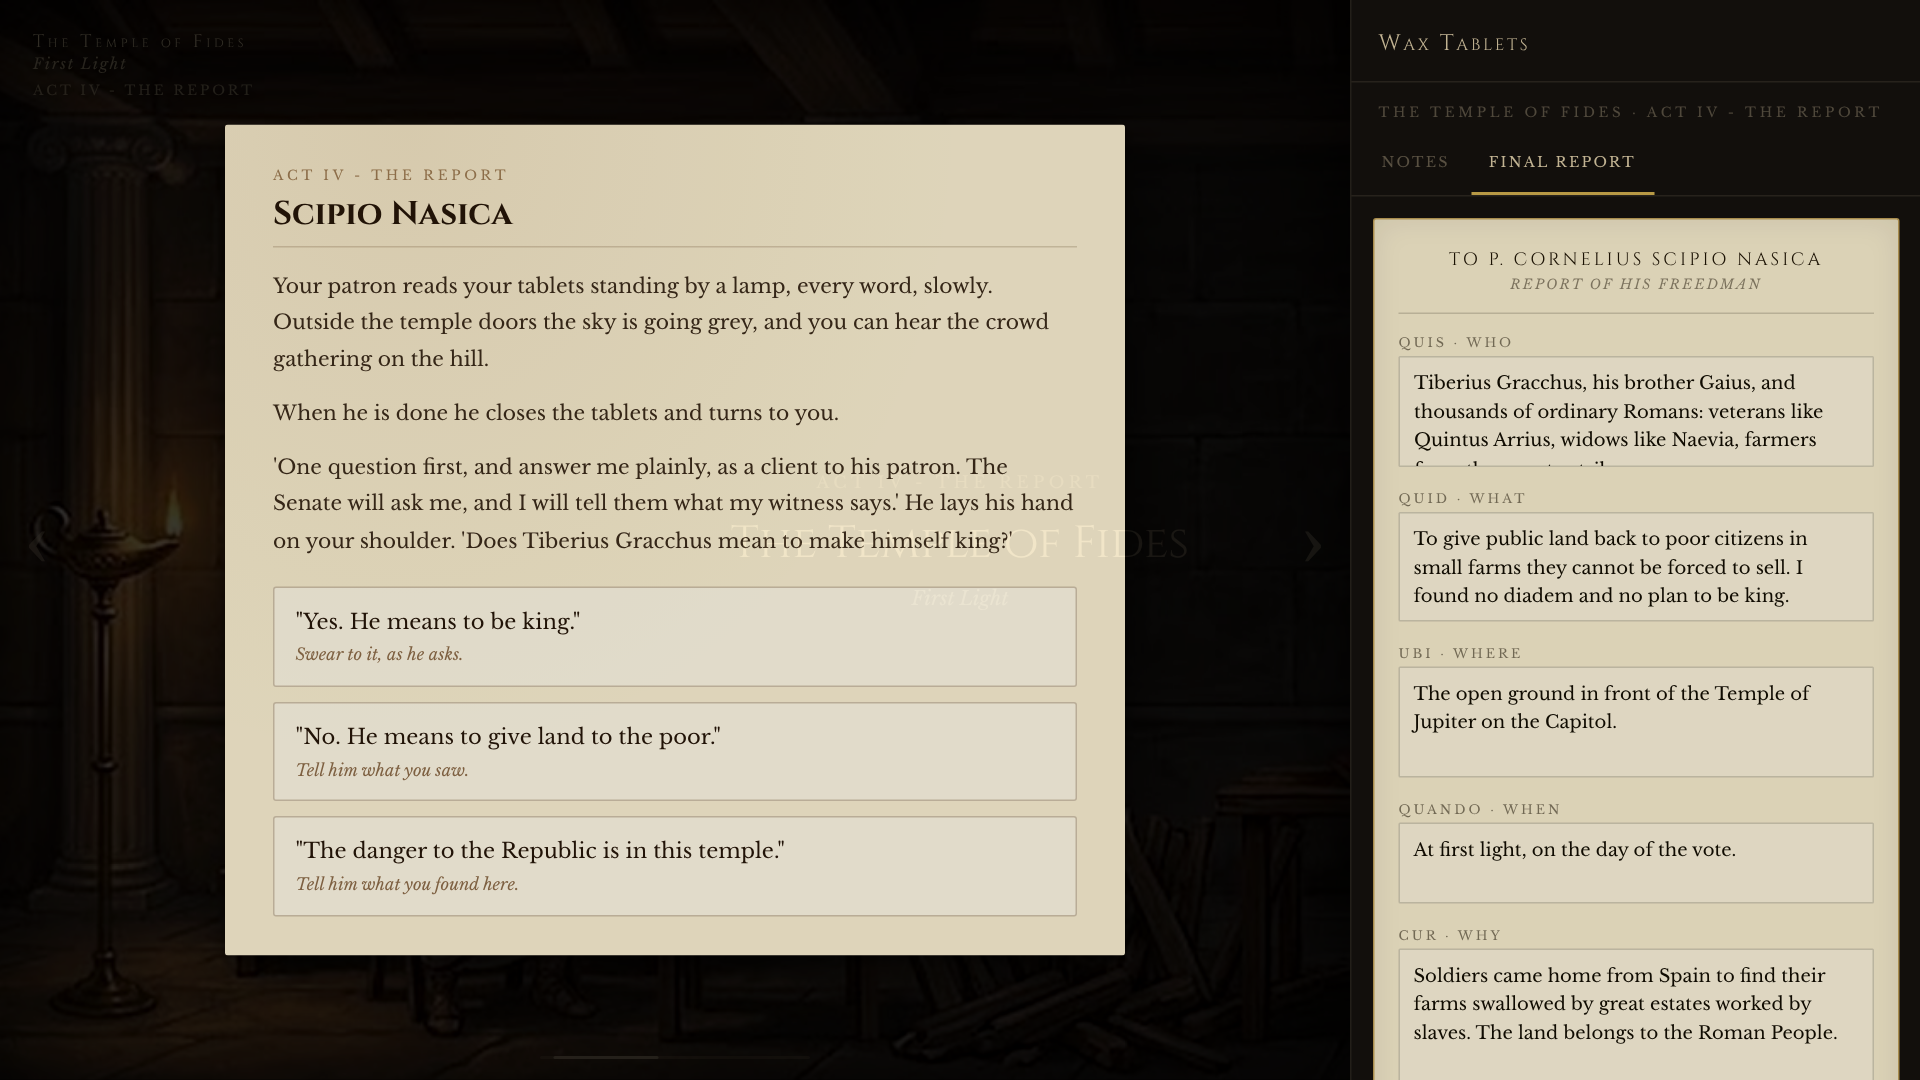 The Temple of Fides
First Light
ACT IV - THE REPORT
ACT IV - THE REPORT
Scipio Nasica
Your patron reads your tablets standing by a lamp, every word, slowly.
Outside the temple doors the sky is going grey, and you can hear the crowd
gathering on the hill.
When he is done he closes the tablets and turns to you.
'One question first, and answer me plainly, as a client to his patron. The
Senate will ask me, and I will tell them what my witness says.' He lays his hand
on your shoulder. 'Does Tiberius Gracchus mean to make himself king?'
ACT IV - THE REPORT
The Temple of Fides
First Light
"Yes. He means to be king."
Swear to it, as he asks.
"No. He means to give land to the poor."
Tell him what you saw.
"The danger to the Republic is in this temple."
Tell him what you found here.
Wax Tablets
THE TEMPLE OF FIDES · ACT IV - THE REPORT
NOTES
FINAL REPORT
TO P. CORNELIUS SCIPIO NASICA
REPORT OF HIS FREEDMAN
QUIS · WHO
Tiberius Gracchus, his brother Gaius, and
thousands of ordinary Romans: veterans like
Quintus Arrius, widows like Naevia, farmers
QUID · WHAT
To give public land back to poor citizens in
small farms they cannot be forced to sell. I
found no diadem and no plan to be king.
UBI · WHERE
The open ground in front of the Temple of
Jupiter on the Capitol.
QUANDO · WHEN
At first light, on the day of the vote.
CUR · WHY
Soldiers came home from Spain to find their
farms swallowed by great estates worked by
slaves. The land belongs to the Roman People.